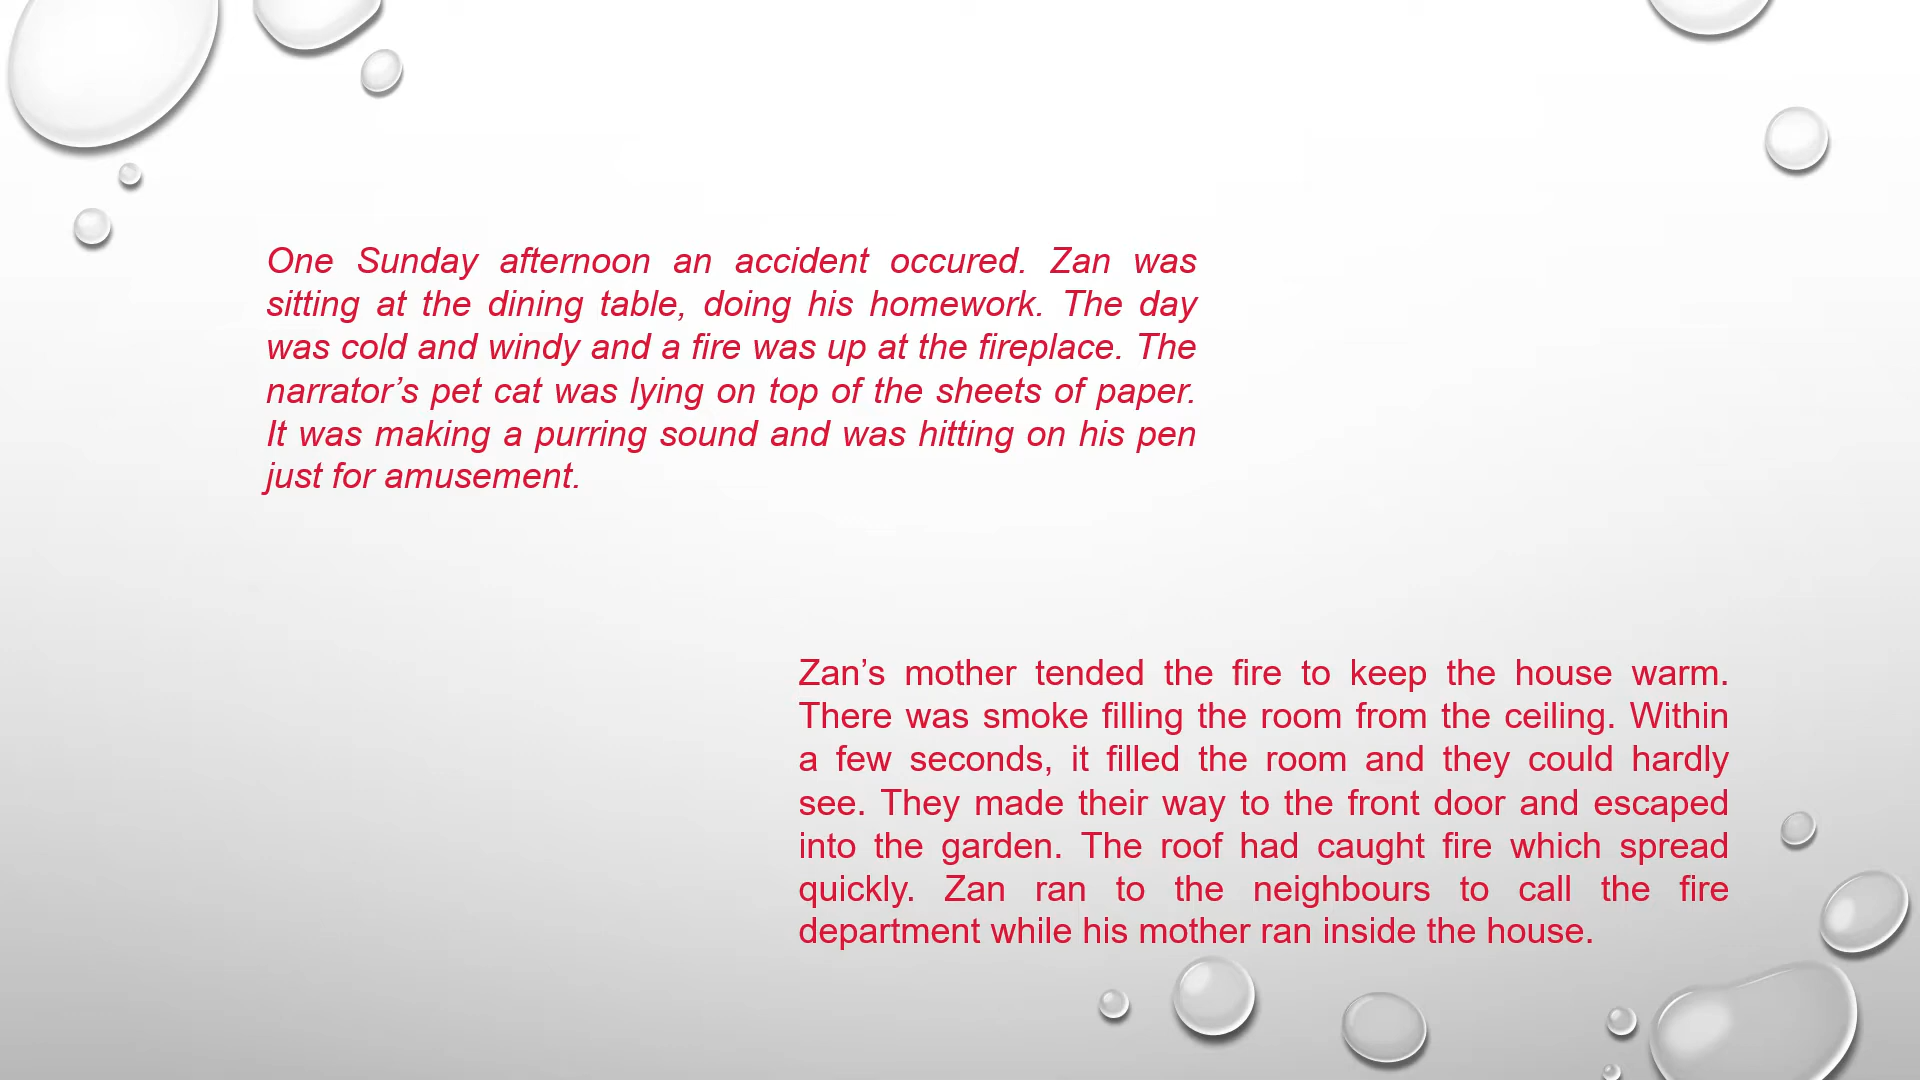 One Sunday afternoon an accident occured. Zan was
sitting at the dining table, doing his homework. The day
was cold and windy and a fire was up at the fireplace. The
narrator’s pet cat was lying on top of the sheets of paper.
It was making a purring sound and was hitting on his pen
just for amusement.
Zan’s mother tended the fire to keep the house warm.
There was smoke filling the room from the ceiling. Within
a few seconds, it filled the room and they could hardly
see. They made their way to the front door and escaped
into the garden. The roof had caught fire which spread
quickly. Zan ran to the neighbours to call the fire
department while his mother ran inside the house.